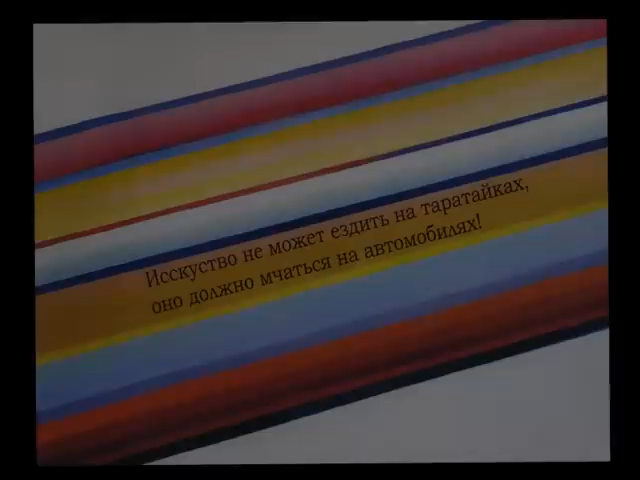 Исскуство не может ездить на таратайках,
оно должно мчаться на автомобилях!